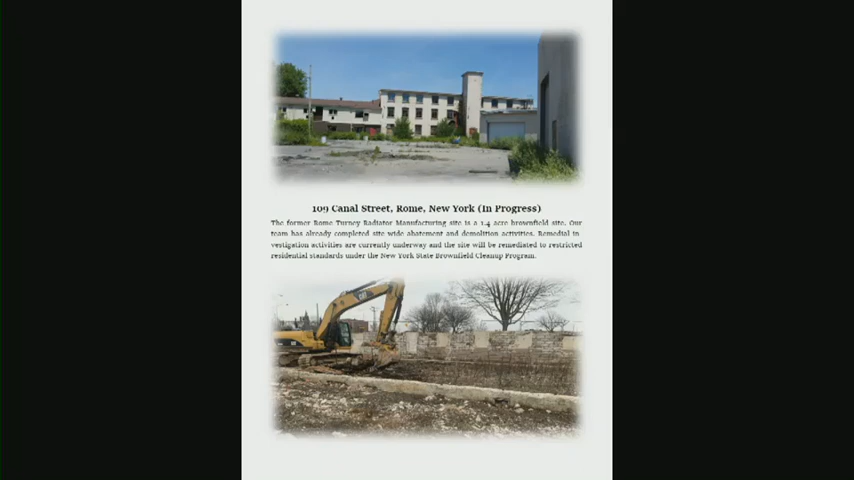 109 Canal Street, Rome, New York (In Progress)
The former Rome Turney Radiator Manufacturing site is a 1.4 acre brownfield site. Our
team has already completed site wide abatement and demolition activities. Remedial in-
vestigation activities are currently underway and the site will be remediated to restricted
residential standards under the New York State Brownfield Cleanup Program.
CAT